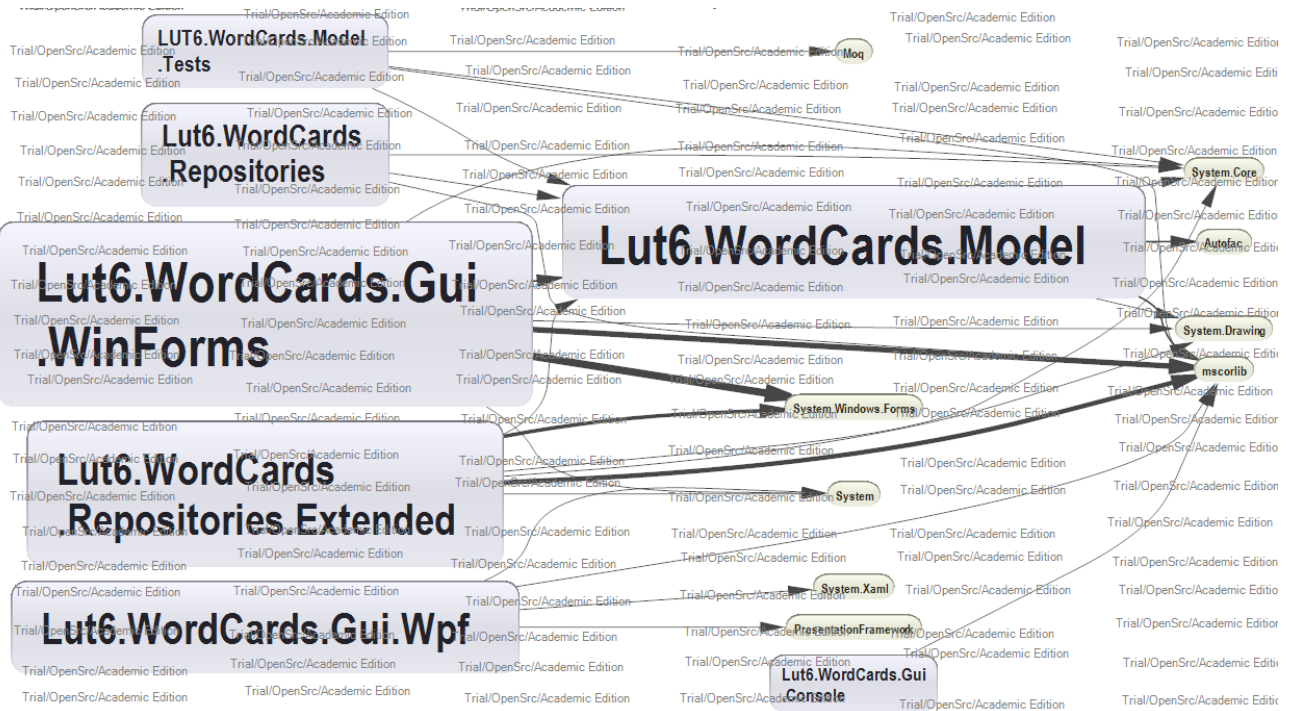 LUT6.WordCards.Model
.Tests
Moq
Lut6.WordCards
.Repositories
System.Core
Lut6.WordCards.Model
Autofac
Lut6.WordCards.Gui
.WinForms
System.Drawing
mscorlib
System.Windows.Forms
Lut6.WordCards
.Repositories.Extended
System
System.Xaml
Lut6.WordCards.Gui.Wpf
PresentationFramework
Lut6.WordCards.Gui
.Console
Trial/OpenSrc/Academic Edition